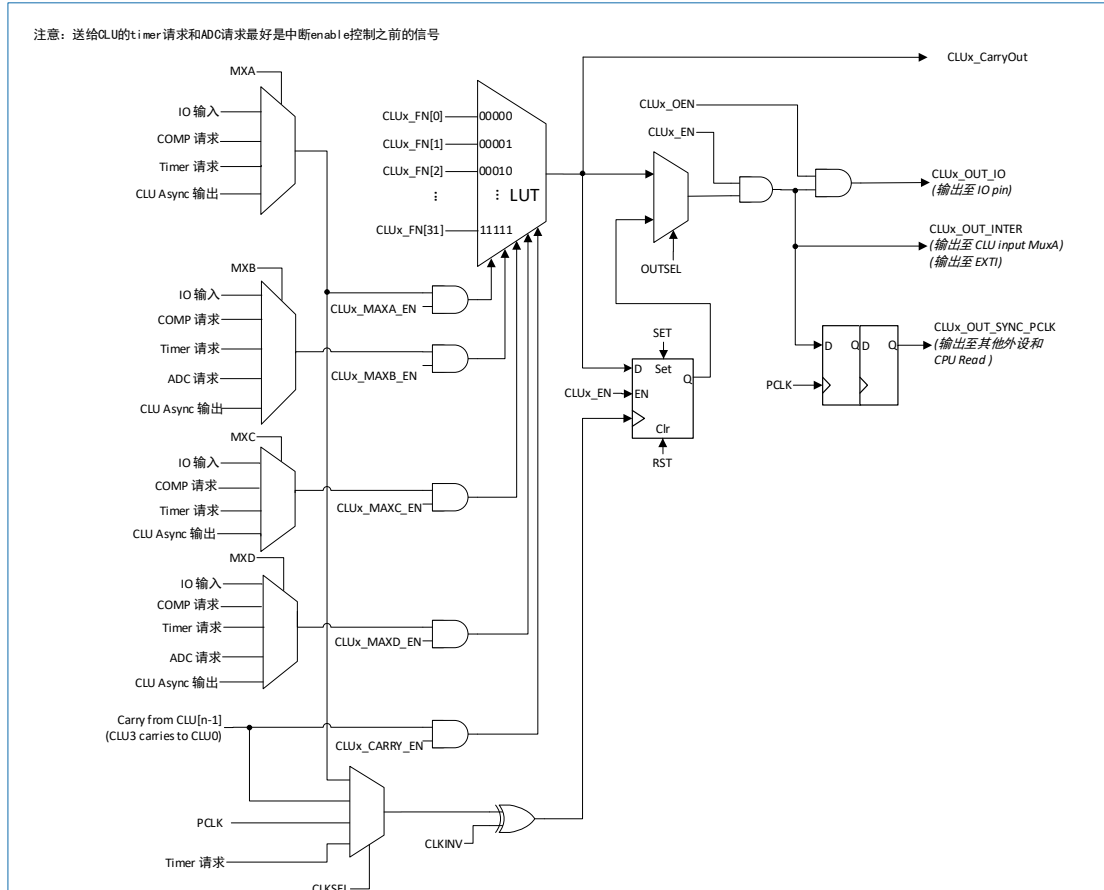 注意：送给CLU的timer请求和ADC请求最好是中断enable控制之前的信号
MXA
IO 输入
COMP 请求
Timer 请求
CLU Async 输出
CLUx_FN[0]
00000
CLUx_FN[1]
00001
CLUx_FN[2]
00010
⋮
⋮ LUT
CLUx_FN[31]
11111
CLUx_CarryOut
CLUx_OEN
CLUx_EN
CLUx_OUT_IO
(输出至 IO pin)
CLUx_OUT_INTER
(输出至 CLU input MuxA)
(输出至 EXTI)
OUTSEL
MXB
IO 输入
COMP 请求
Timer 请求
ADC 请求
CLU Async 输出
CLUx_MAXA_EN
CLUx_MAXB_EN
SET
D
Set
Q
CLUx_EN
EN
Clr
RST
D
Q
D
Q
PCLK
CLUx_OUT_SYNC_PCLK
(输出至其他外设和
CPU Read )
MXC
IO 输入
COMP 请求
Timer 请求
CLU Async 输出
CLUx_MAXC_EN
MXD
IO 输入
COMP 请求
Timer 请求
ADC 请求
CLU Async 输出
CLUx_MAXD_EN
Carry from CLU[n-1]
(CLU3 carries to CLU0)
CLUx_CARRY_EN
PCLK
Timer 请求
CLKINV
CLKSEL